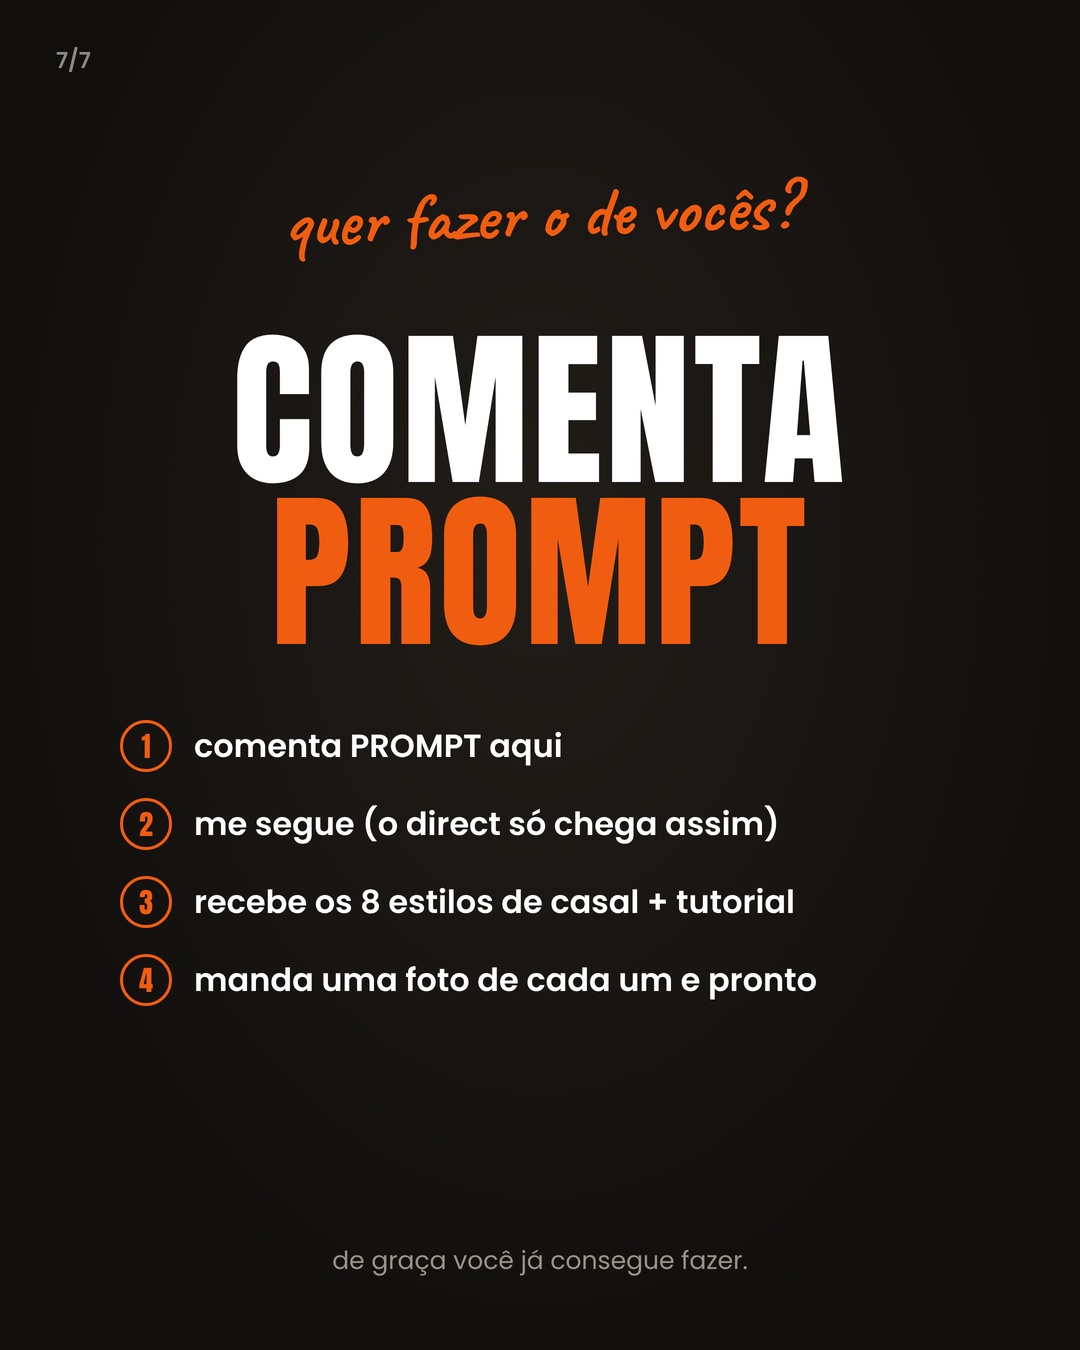 7/7
quer fazer o de vocês?
COMENTA
PROMPT
1 comenta PROMPT aqui
2 me segue (o direct só chega assim)
3 recebe os 8 estilos de casal + tutorial
4 manda uma foto de cada um e pronto
de graça você já consegue fazer.